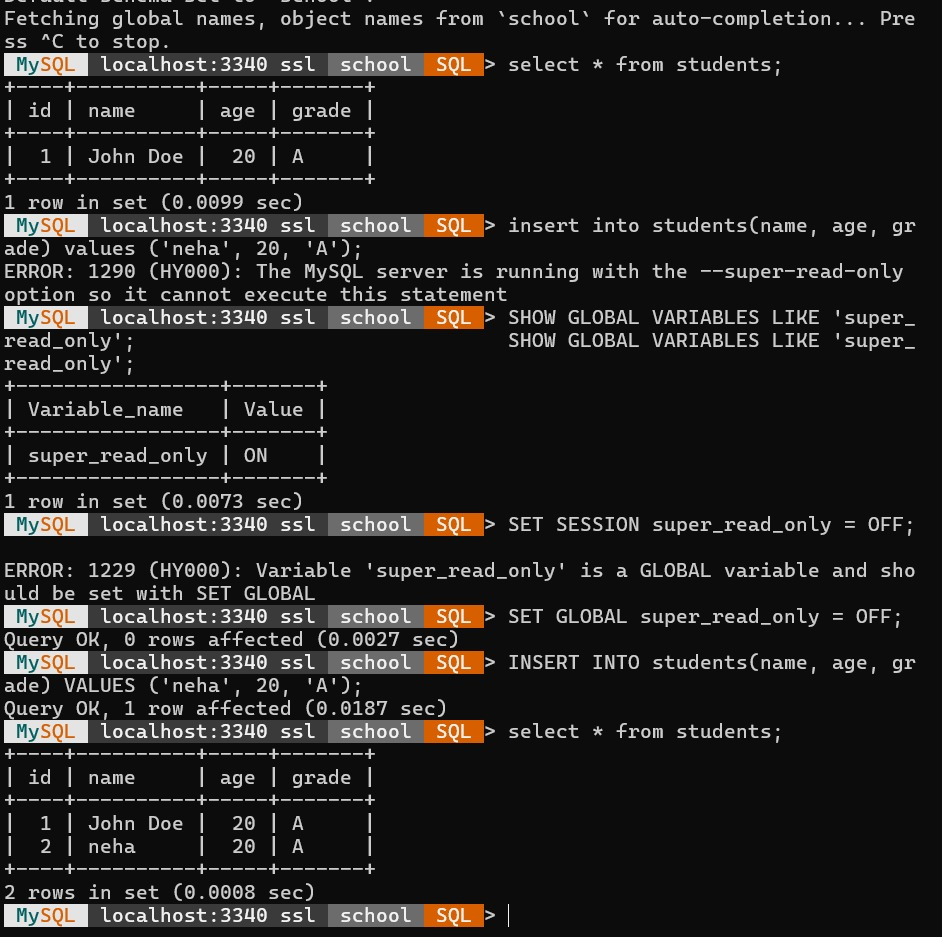 Default schema set to `school`.
Fetching global names, object names from `school` for auto-completion... Pre
ss ^C to stop.
MySQL localhost:3340 ssl school SQL > select * from students;
+----+----------+-----+-------+
| id | name     | age | grade |
+----+----------+-----+-------+
|  1 | John Doe |  20 | A     |
+----+----------+-----+-------+
1 row in set (0.0099 sec)
MySQL localhost:3340 ssl school SQL > insert into students(name, age, gr
ade) values ('neha', 20, 'A');
ERROR: 1290 (HY000): The MySQL server is running with the --super-read-only
option so it cannot execute this statement
MySQL localhost:3340 ssl school SQL > SHOW GLOBAL VARIABLES LIKE 'super_
read_only'; SHOW GLOBAL VARIABLES LIKE 'super_
read_only';
+-----------------+-------+
| Variable_name   | Value |
+-----------------+-------+
| super_read_only | ON    |
+-----------------+-------+
1 row in set (0.0073 sec)
MySQL localhost:3340 ssl school SQL > SET SESSION super_read_only = OFF;
ERROR: 1229 (HY000): Variable 'super_read_only' is a GLOBAL variable and sho
uld be set with SET GLOBAL
MySQL localhost:3340 ssl school SQL > SET GLOBAL super_read_only = OFF;
Query OK, 0 rows affected (0.0027 sec)
MySQL localhost:3340 ssl school SQL > INSERT INTO students(name, age, gr
ade) VALUES ('neha', 20, 'A');
Query OK, 1 row affected (0.0187 sec)
MySQL localhost:3340 ssl school SQL > select * from students;
+----+----------+-----+-------+
| id | name     | age | grade |
+----+----------+-----+-------+
|  1 | John Doe |  20 | A     |
|  2 | neha     |  20 | A     |
+----+----------+-----+-------+
2 rows in set (0.0008 sec)
MySQL localhost:3340 ssl school SQL >